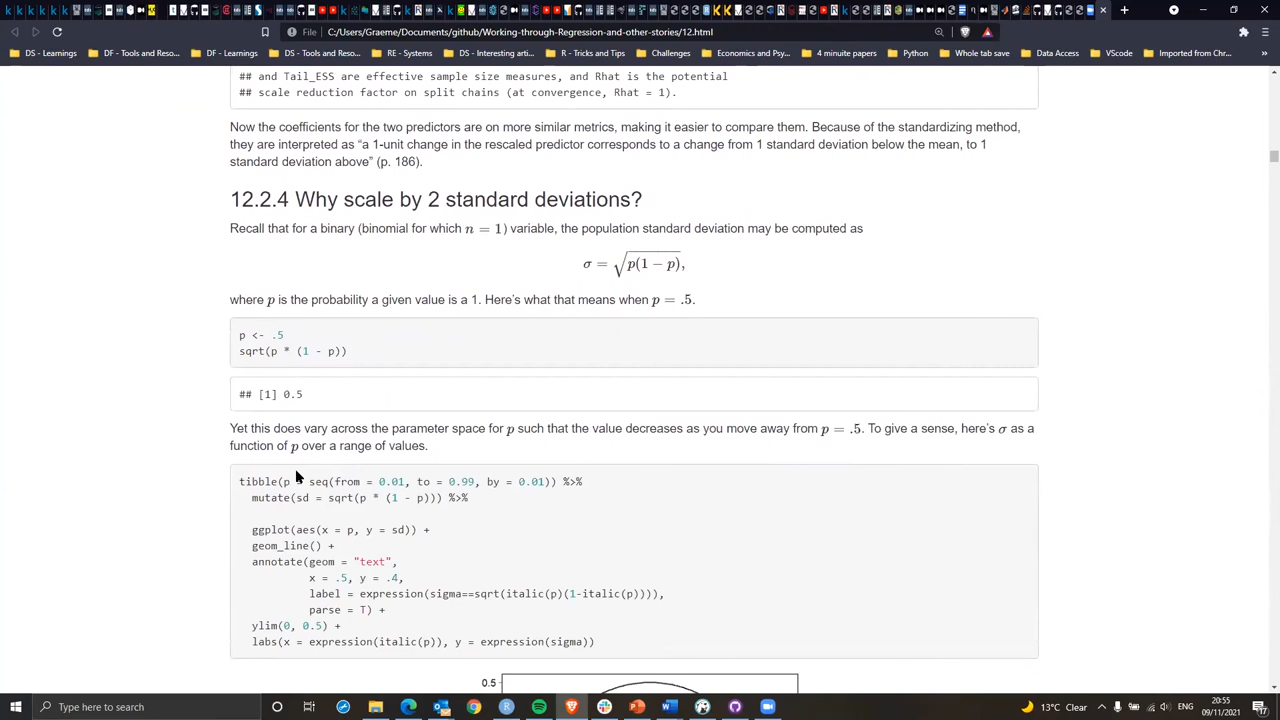 File | C:/Users/Graeme/Documents/github/Working-through-Regression-and-other-stories/12.html
DS - Learnings DF - Tools and Reso... DF - Learnings DS - Tools and Reso... RE - Systems DS - Interesting arti... R - Tricks and Tips Challenges Economics and Psy... 4 minuite papers Python Whole tab save Data Access VScode Imported from Chr...
## and Tail_ESS are effective sample size measures, and Rhat is the potential
## scale reduction factor on split chains (at convergence, Rhat = 1).
Now the coefficients for the two predictors are on more similar metrics, making it easier to compare them. Because of the standardizing method,
they are interpreted as “a 1-unit change in the rescaled predictor corresponds to a change from 1 standard deviation below the mean, to 1
standard deviation above” (p. 186).
12.2.4 Why scale by 2 standard deviations?
Recall that for a binary (binomial for which n = 1) variable, the population standard deviation may be computed as
σ = √p(1 − p),
where p is the probability a given value is a 1. Here’s what that means when p = .5.
p <- .5
sqrt(p * (1 - p))
## [1] 0.5
Yet this does vary across the parameter space for p such that the value decreases as you move away from p = .5. To give a sense, here’s σ as a
function of p over a range of values.
tibble(p = seq(from = 0.01, to = 0.99, by = 0.01)) %>%
mutate(sd = sqrt(p * (1 - p))) %>%
ggplot(aes(x = p, y = sd)) +
geom_line() +
annotate(geom = "text",
x = .5, y = .4,
label = expression(sigma==sqrt(italic(p)(1-italic(p)))),
parse = T) +
ylim(0, 0.5) +
labs(x = expression(italic(p)), y = expression(sigma))
0.5
Type here to search
13°C Clear
20:55
09/11/2021